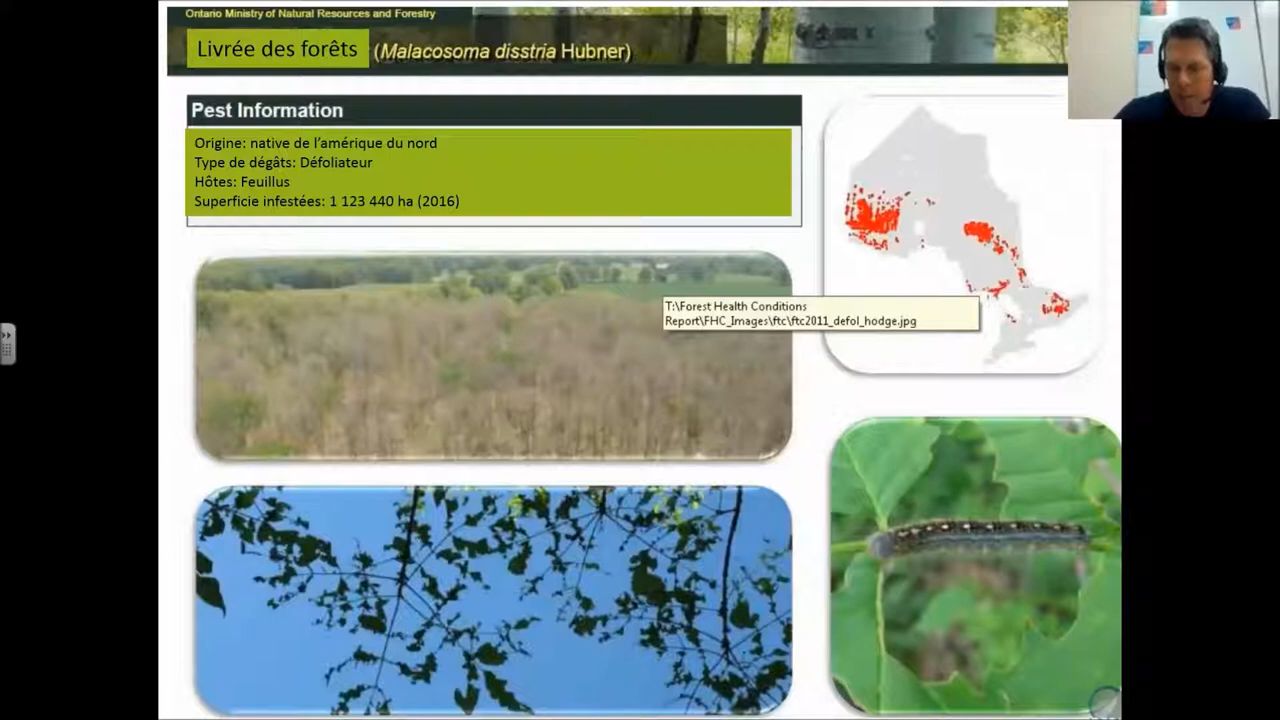 Ontario Ministry of Natural Resources and Forestry
Livrée des forêts (Malacosoma disstria Hubner)
Pest Information
Origine: native de l'amérique du nord
Type de dégâts: Défoliateur
Hôtes: Feuillus
Superficie infestées: 1 123 440 ha (2016)
T:\Forest Health Conditions
Report\FHC_Images\ftc\ftc2011_defol_hodge.jpg